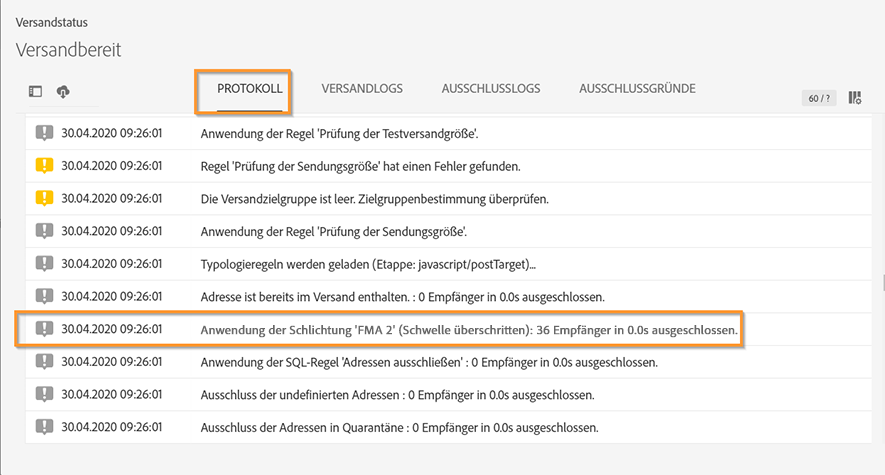 Versandstatus
Versandbereit
PROTOKOLL VERSANDLOGS AUSSCHLUSSLOGS AUSSCHLUSSGRÜNDE
60 / ?
30.04.2020 09:26:01 Anwendung der Regel 'Prüfung der Testversandgröße'.
30.04.2020 09:26:01 Regel 'Prüfung der Sendungsgröße' hat einen Fehler gefunden.
30.04.2020 09:26:01 Die Versandzielgruppe ist leer. Zielgruppenbestimmung überprüfen.
30.04.2020 09:26:01 Anwendung der Regel 'Prüfung der Sendungsgröße'.
30.04.2020 09:26:01 Typologieregeln werden geladen (Etappe: javascript/postTarget)...
30.04.2020 09:26:01 Adresse ist bereits im Versand enthalten. : 0 Empfänger in 0.0s ausgeschlossen.
30.04.2020 09:26:01 Anwendung der Schlichtung 'FMA 2' (Schwelle überschritten): 36 Empfänger in 0.0s ausgeschlossen.
30.04.2020 09:26:01 Anwendung der SQL-Regel 'Adressen ausschließen' : 0 Empfänger in 0.0s ausgeschlossen.
30.04.2020 09:26:01 Ausschluss der undefinierten Adressen : 0 Empfänger in 0.0s ausgeschlossen.
30.04.2020 09:26:01 Ausschluss der Adressen in Quarantäne : 0 Empfänger in 0.0s ausgeschlossen.